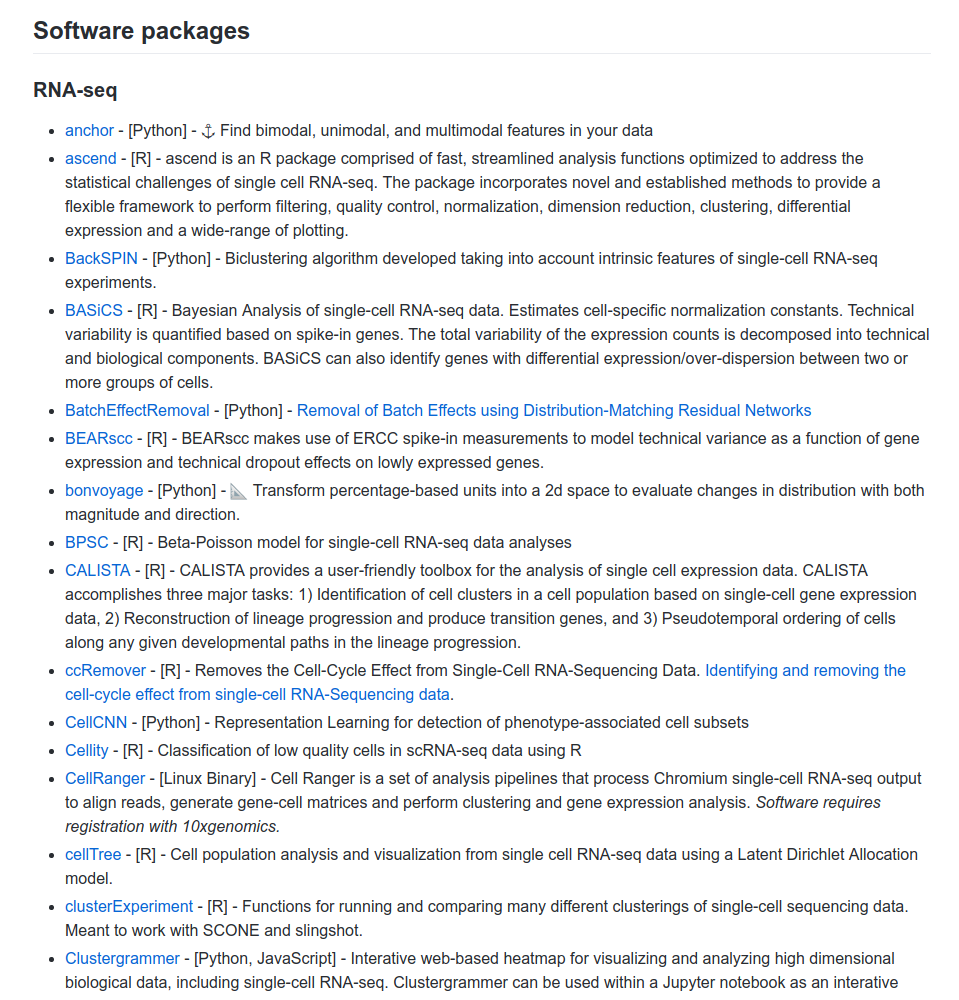 Software packages
RNA-seq
• anchor - [Python] - ⚓ Find bimodal, unimodal, and multimodal features in your data
• ascend - [R] - ascend is an R package comprised of fast, streamlined analysis functions optimized to address the
statistical challenges of single cell RNA-seq. The package incorporates novel and established methods to provide a
flexible framework to perform filtering, quality control, normalization, dimension reduction, clustering, differential
expression and a wide-range of plotting.
• BackSPIN - [Python] - Biclustering algorithm developed taking into account intrinsic features of single-cell RNA-seq
experiments.
• BASiCS - [R] - Bayesian Analysis of single-cell RNA-seq data. Estimates cell-specific normalization constants. Technical
variability is quantified based on spike-in genes. The total variability of the expression counts is decomposed into technical
and biological components. BASiCS can also identify genes with differential expression/over-dispersion between two or
more groups of cells.
• BatchEffectRemoval - [Python] - Removal of Batch Effects using Distribution-Matching Residual Networks
• BEARscc - [R] - BEARscc makes use of ERCC spike-in measurements to model technical variance as a function of gene
expression and technical dropout effects on lowly expressed genes.
• bonvoyage - [Python] - 📐 Transform percentage-based units into a 2d space to evaluate changes in distribution with both
magnitude and direction.
• BPSC - [R] - Beta-Poisson model for single-cell RNA-seq data analyses
• CALISTA - [R] - CALISTA provides a user-friendly toolbox for the analysis of single cell expression data. CALISTA
accomplishes three major tasks: 1) Identification of cell clusters in a cell population based on single-cell gene expression
data, 2) Reconstruction of lineage progression and produce transition genes, and 3) Pseudotemporal ordering of cells
along any given developmental paths in the lineage progression.
• ccRemover - [R] - Removes the Cell-Cycle Effect from Single-Cell RNA-Sequencing Data. Identifying and removing the
cell-cycle effect from single-cell RNA-Sequencing data.
• CellCNN - [Python] - Representation Learning for detection of phenotype-associated cell subsets
• Cellity - [R] - Classification of low quality cells in scRNA-seq data using R
• CellRanger - [Linux Binary] - Cell Ranger is a set of analysis pipelines that process Chromium single-cell RNA-seq output
to align reads, generate gene-cell matrices and perform clustering and gene expression analysis. Software requires
registration with 10xgenomics.
• cellTree - [R] - Cell population analysis and visualization from single cell RNA-seq data using a Latent Dirichlet Allocation
model.
• clusterExperiment - [R] - Functions for running and comparing many different clusterings of single-cell sequencing data.
Meant to work with SCONE and slingshot.
• Clustergrammer - [Python, JavaScript] - Interative web-based heatmap for visualizing and analyzing high dimensional
biological data, including single-cell RNA-seq. Clustergrammer can be used within a Jupyter notebook as an interative